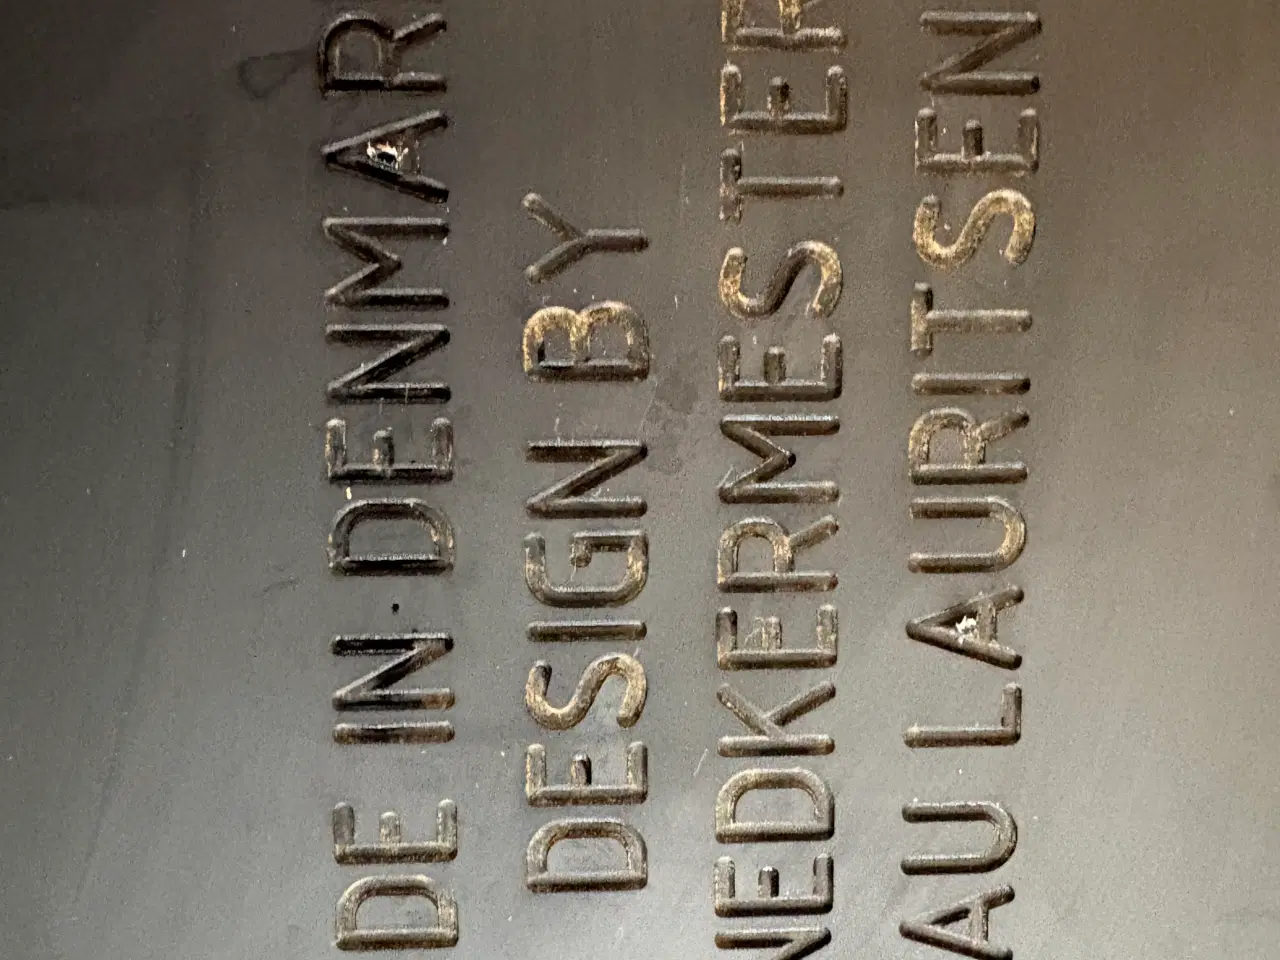 DE IN DENMAR
DESIGN BY
NEDKERMESTER
AU LAURITSEN